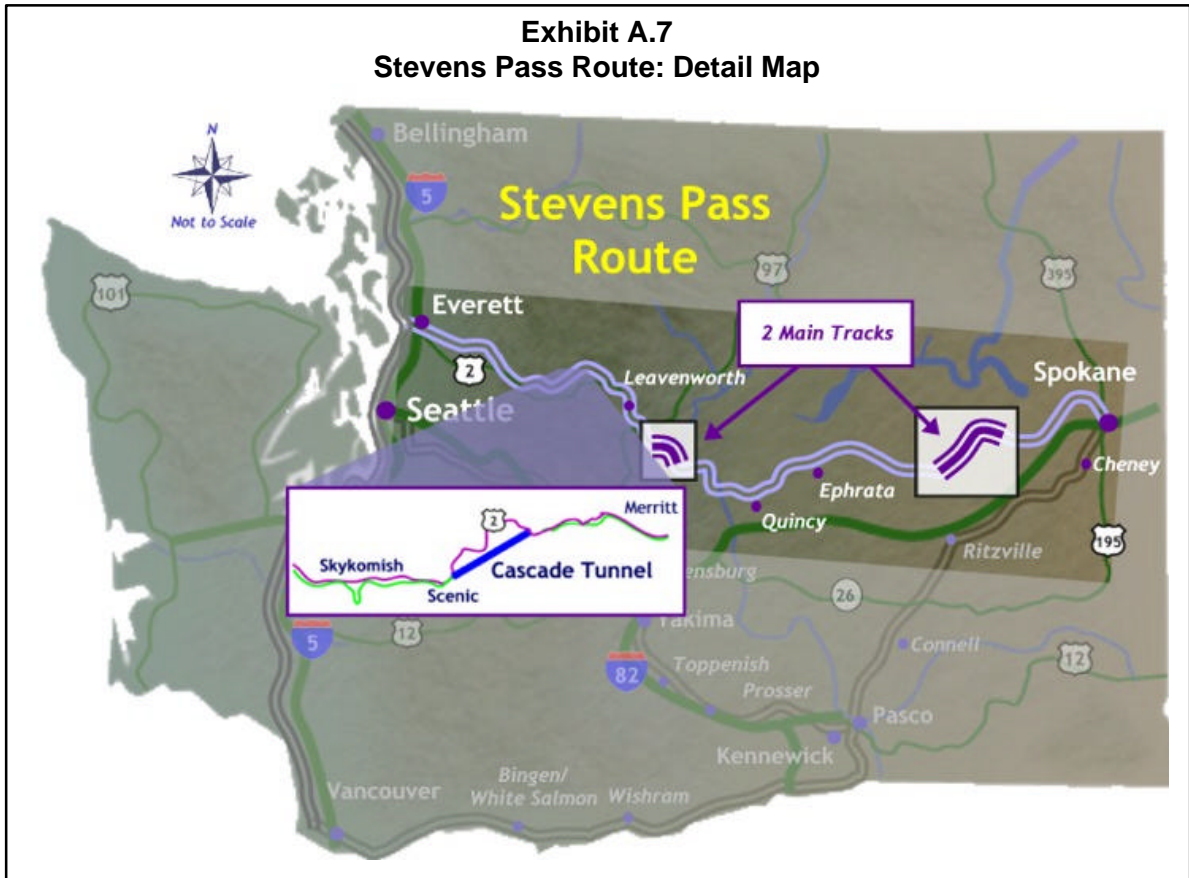 Exhibit A.7
Stevens Pass Route: Detail Map
N
Not to Scale
Bellingham
5
Stevens Pass
Route
97
395
101
Everett
2 Main Tracks
2
Leavenworth
Spokane
Seattle
Cheney
Ephrata
Quincy
195
Ritzville
2
Merritt
Skykomish
Cascade Tunnel
Scenic
ensburg
26
5
12
Yakima
82
Toppenish
Connell
12
Prosser
Pasco
Kennewick
Vancouver
Bingen/
White Salmon
Wishram